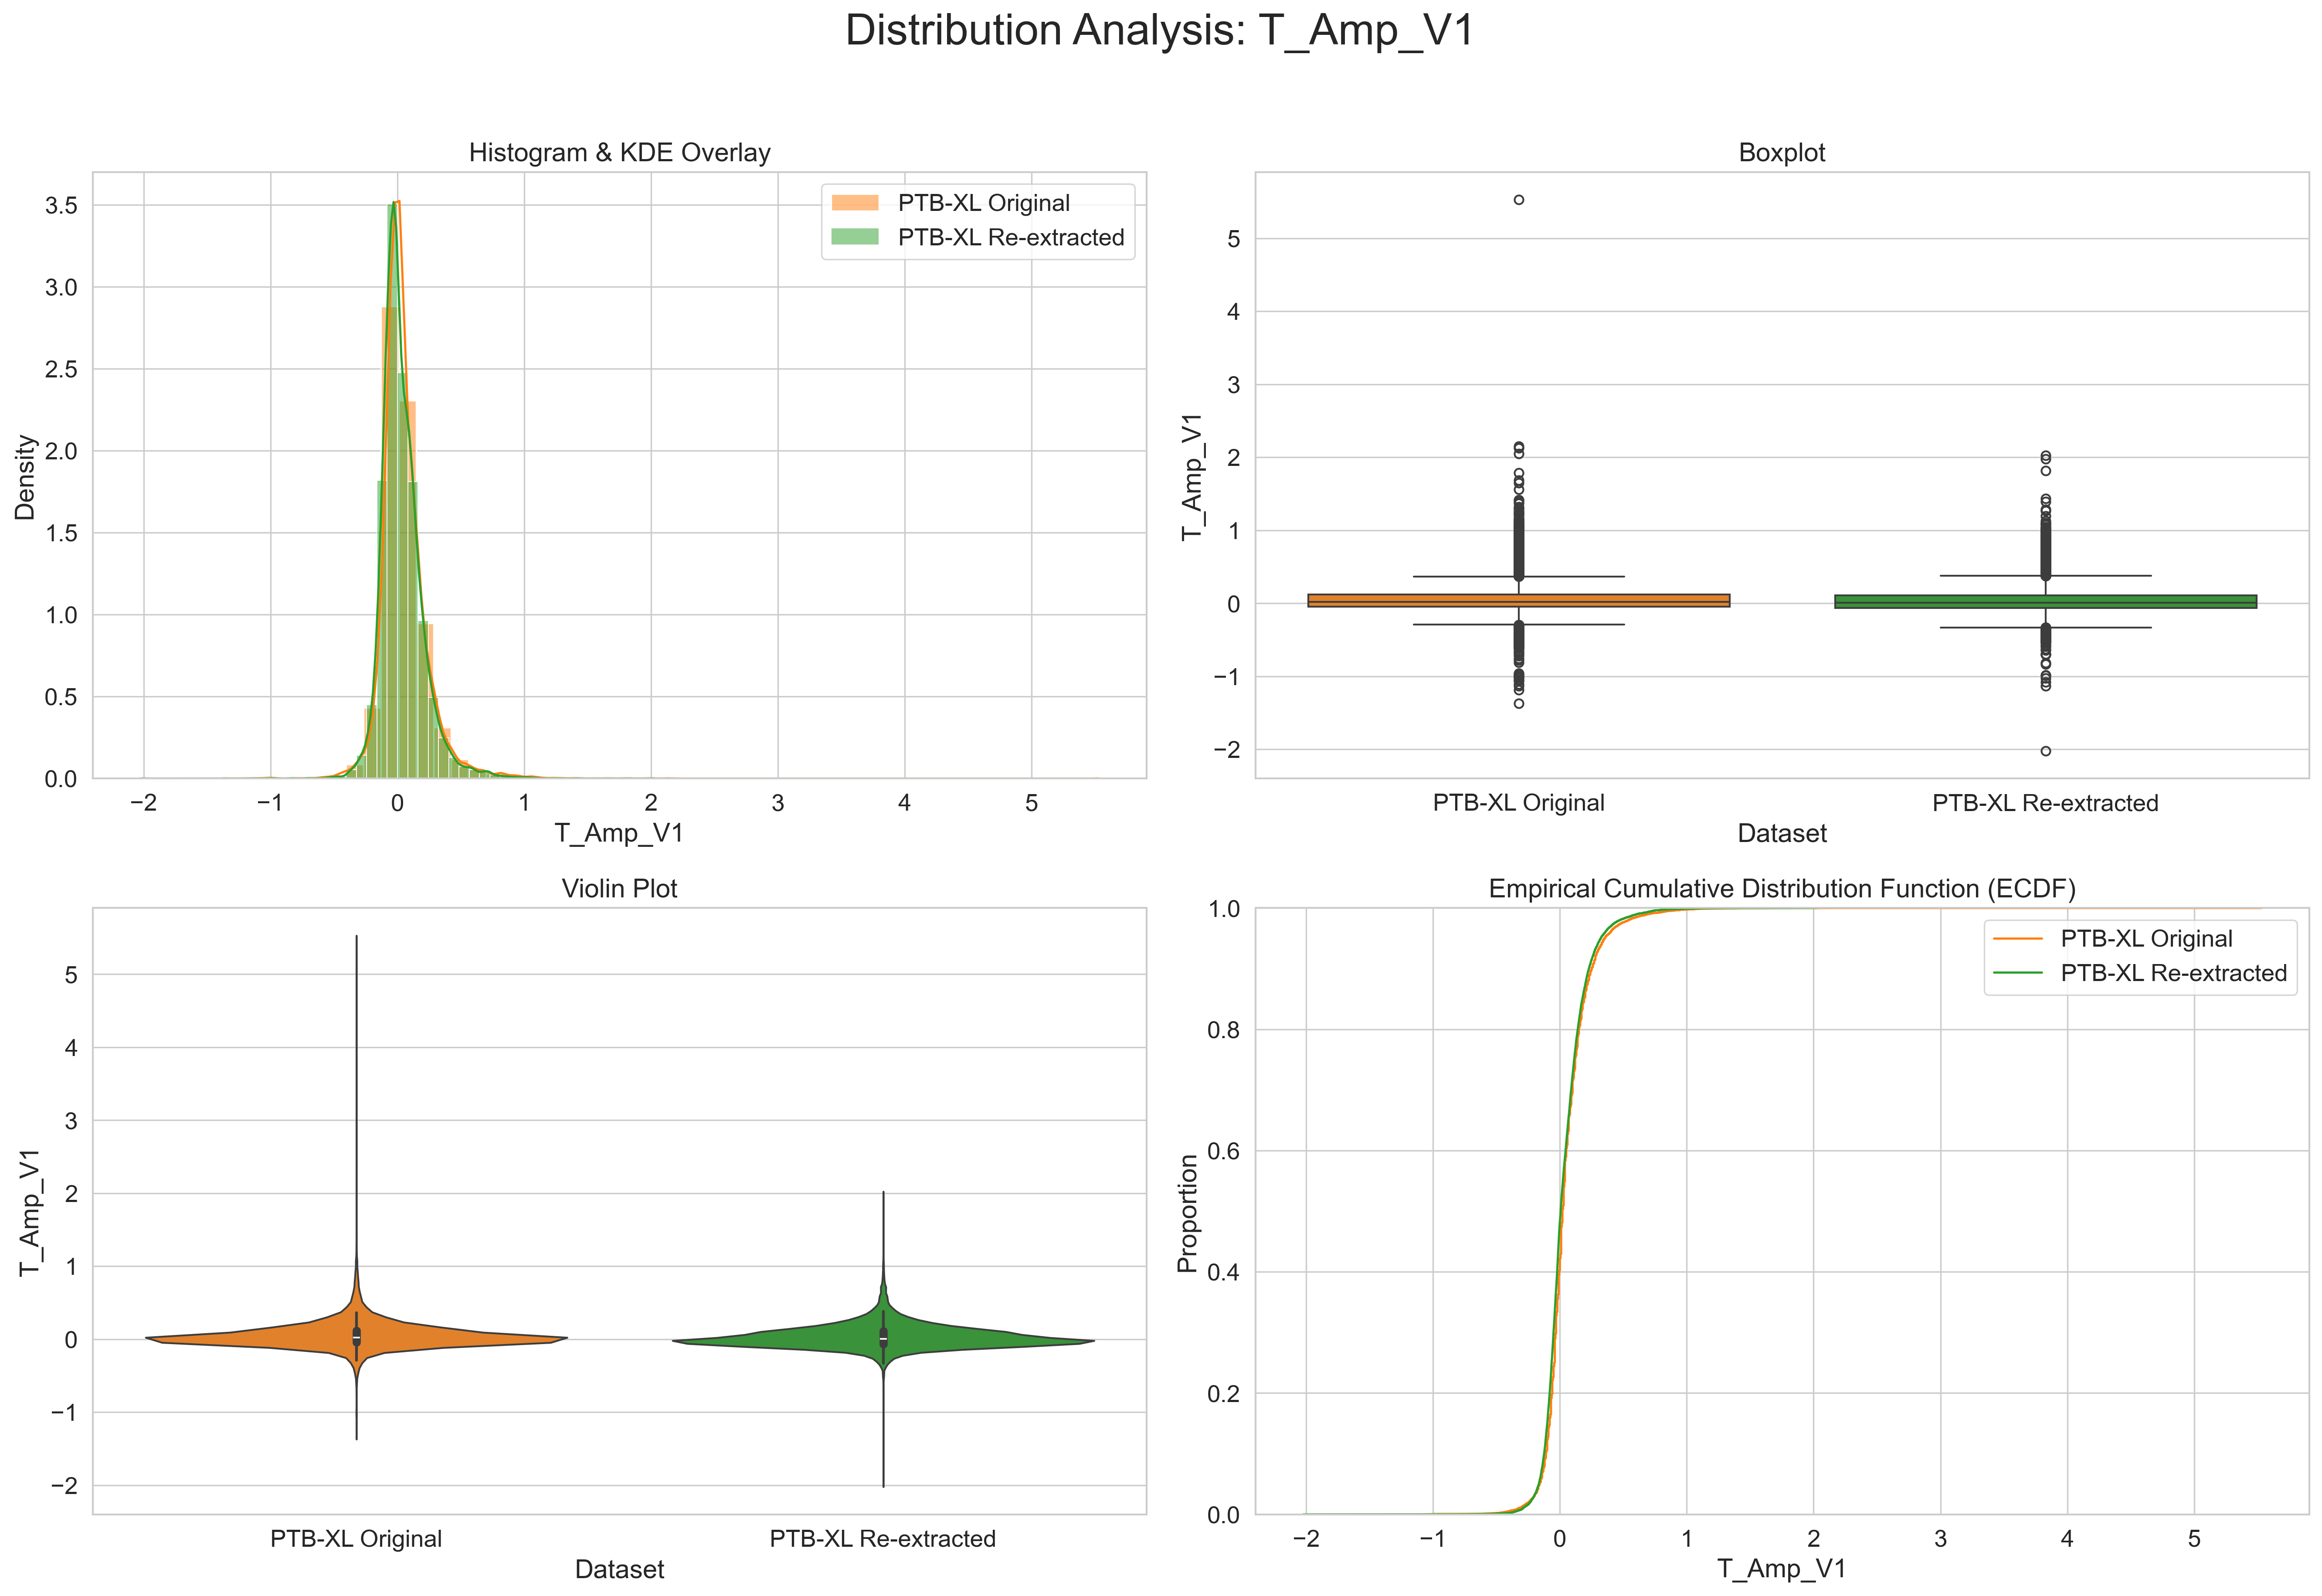 Distribution Analysis: T_Amp_V1
Histogram & KDE Overlay
3.5
3.0
2.5
2.0
1.5
1.0
0.5
0.0
Density
PTB-XL Original
PTB-XL Re-extracted
−2 −1 0 1 2 3 4 5
T_Amp_V1
Boxplot
5
4
3
2
1
0
−1
−2
T_Amp_V1
PTB-XL Original PTB-XL Re-extracted
Dataset
Violin Plot
5
4
3
2
1
0
−1
−2
T_Amp_V1
PTB-XL Original PTB-XL Re-extracted
Dataset
Empirical Cumulative Distribution Function (ECDF)
1.0
0.8
0.6
0.4
0.2
0.0
Proportion
PTB-XL Original
PTB-XL Re-extracted
−2 −1 0 1 2 3 4 5
T_Amp_V1